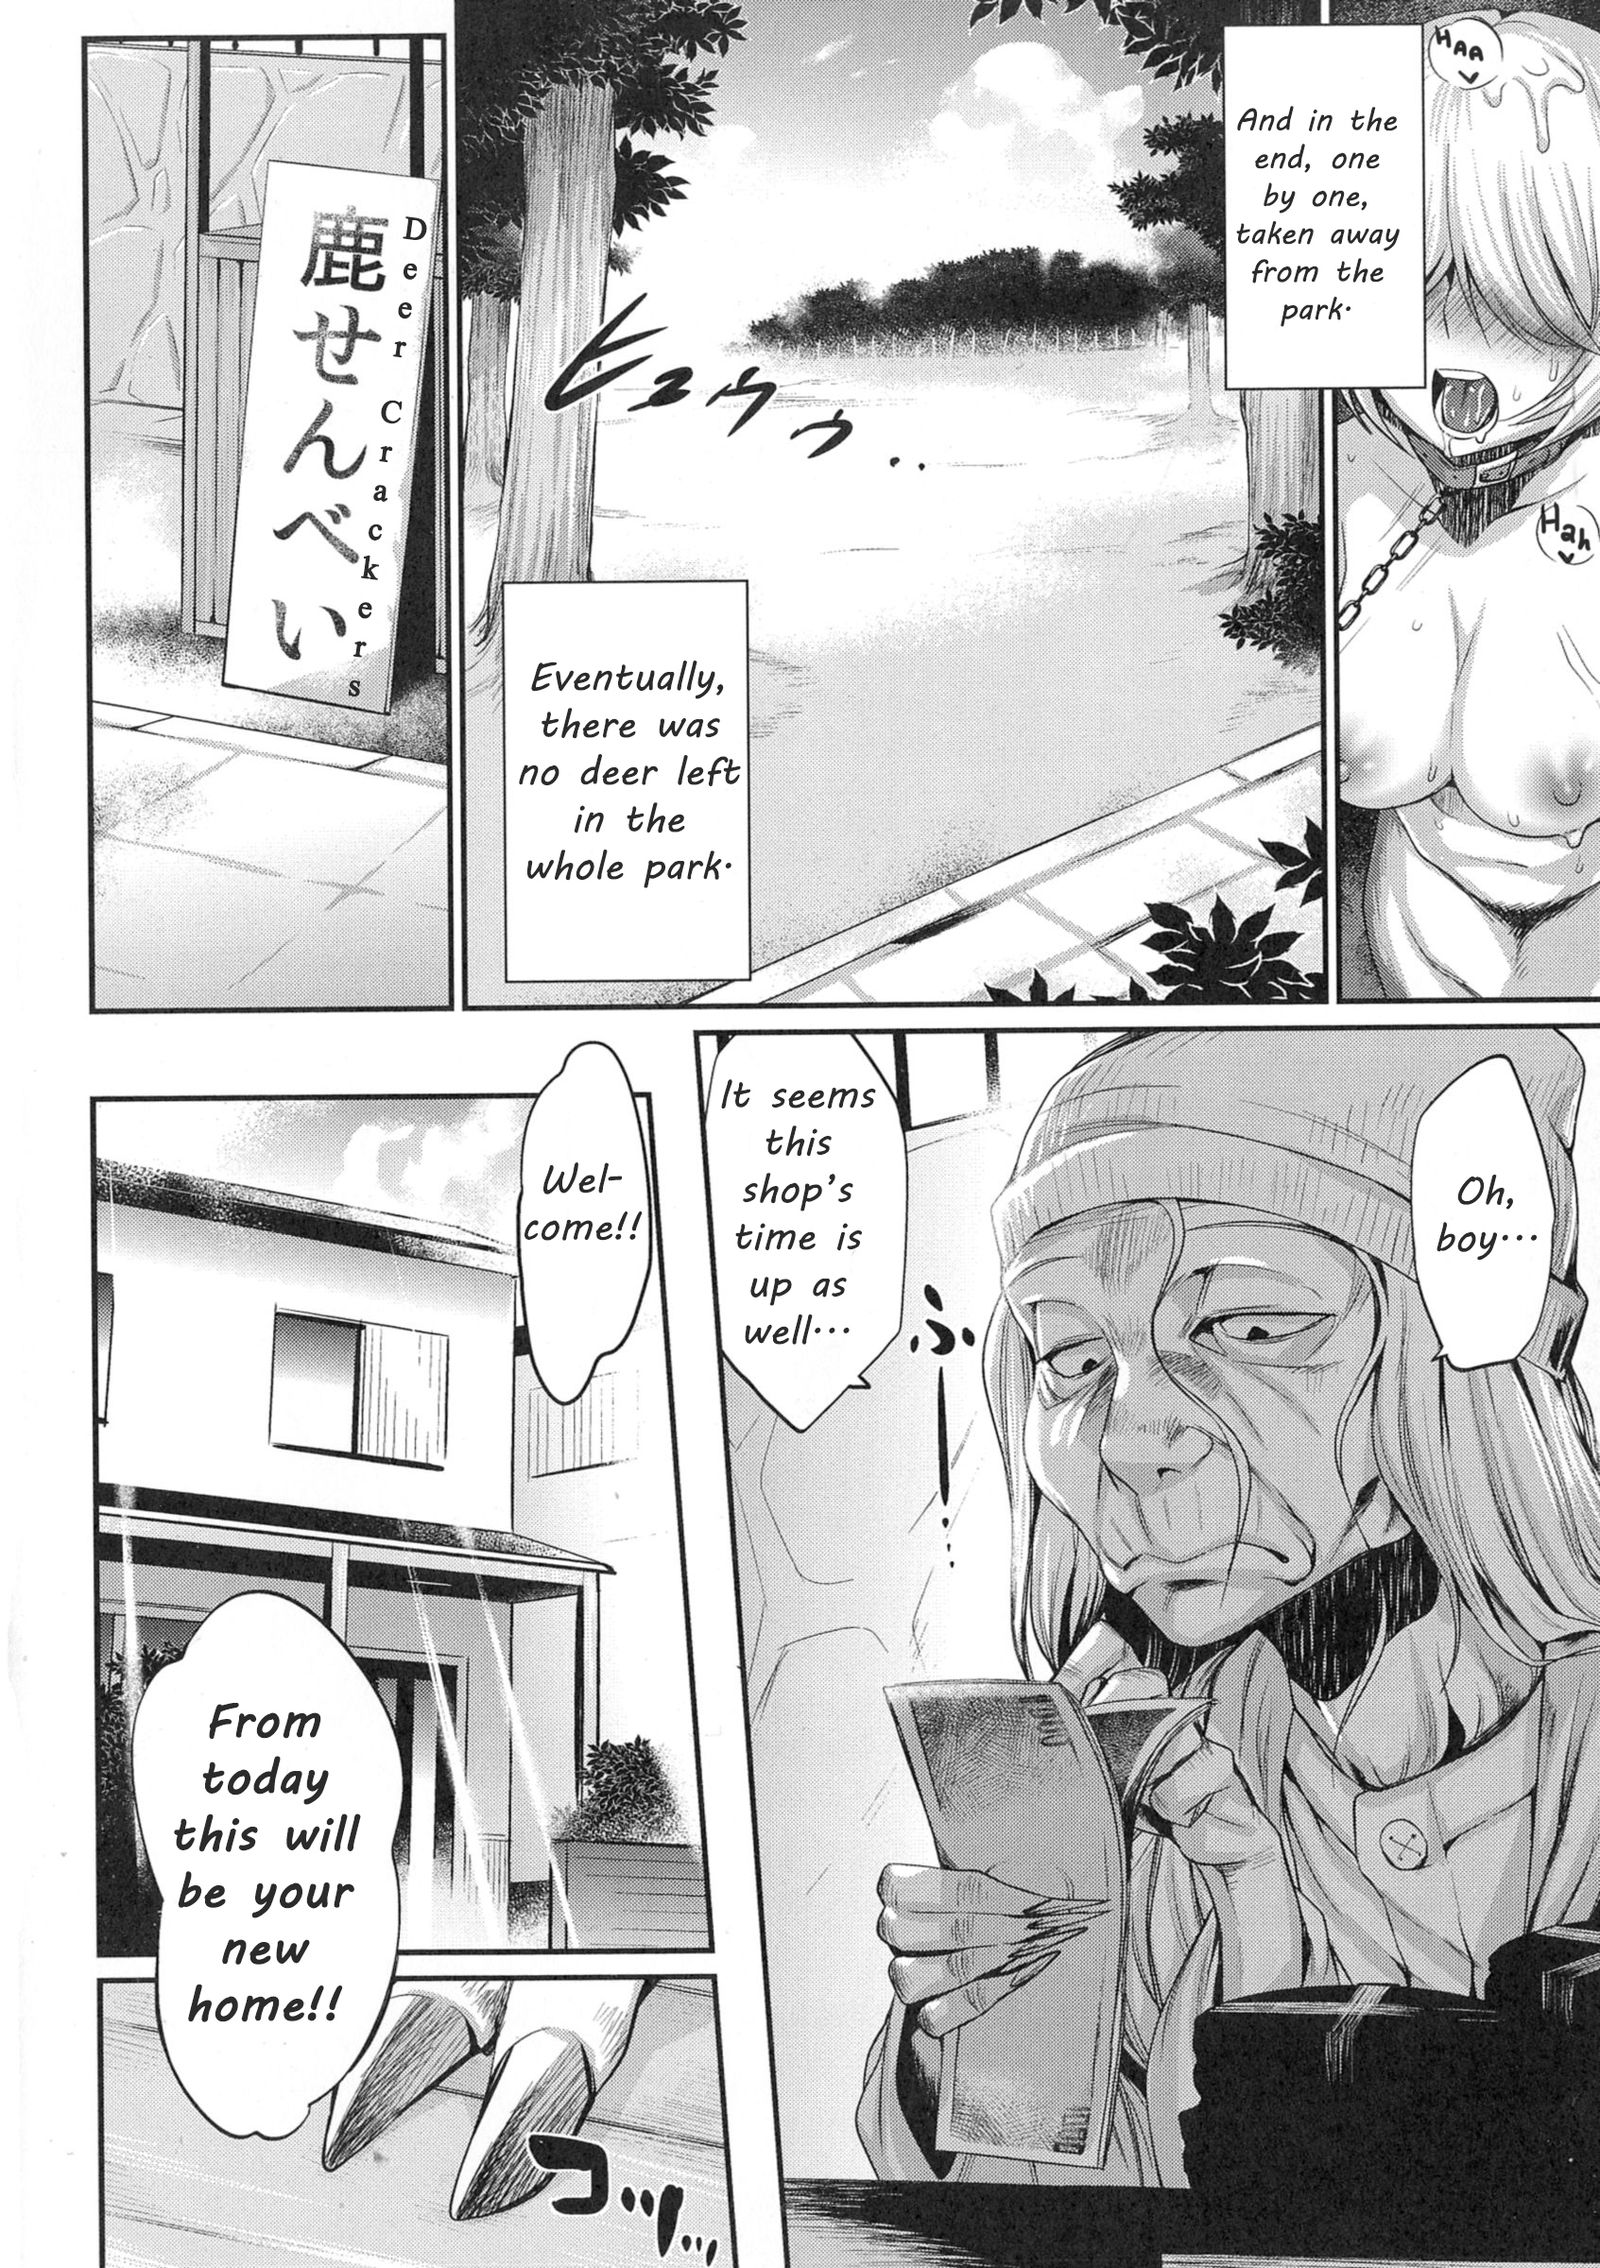 HAA
And in the
end, one
by one,
taken away
from the
park.
Hah
ヒュゥゥ..
Eventually,
there was
no deer left
in the
whole park.
鹿せんべい
Deer Crackers
Oh,
boy...
It seems
this
shop's
time is
up as
well...
ふー...
Wel-
come!!
From
today
this will
be your
new
home!!
コツッ...